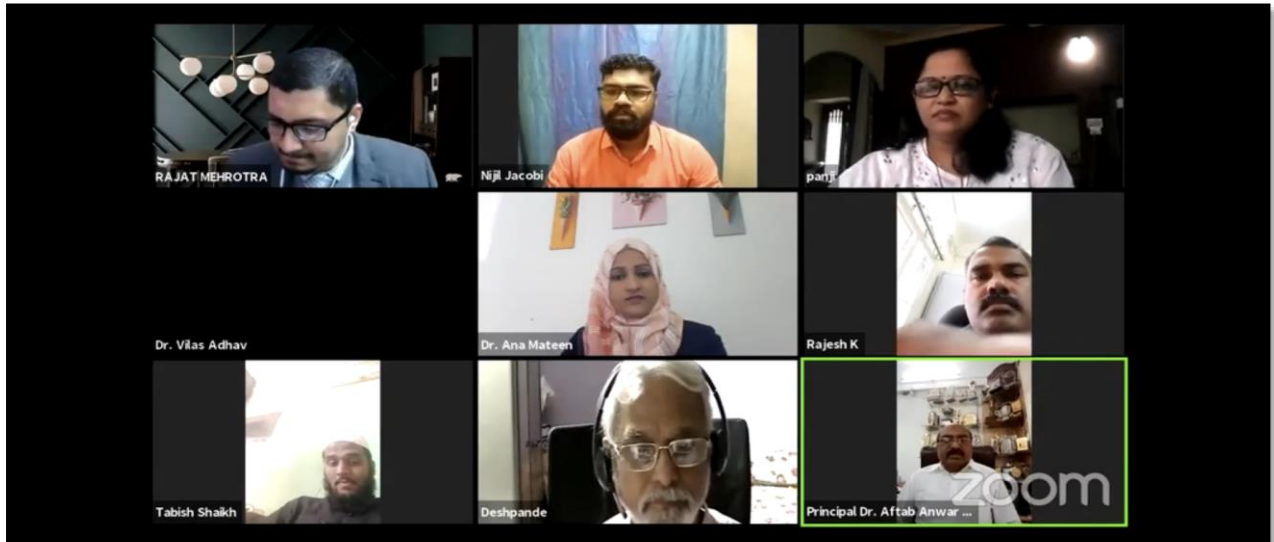 RAJAT MEHROTRA
Nijil Jacobi
panji
Dr. Vilas Adhav
Dr. Ana Mateen
Rajesh K
Tabish Shaikh
Deshpande
Principal Dr. Aftab Anwar ...
zoom